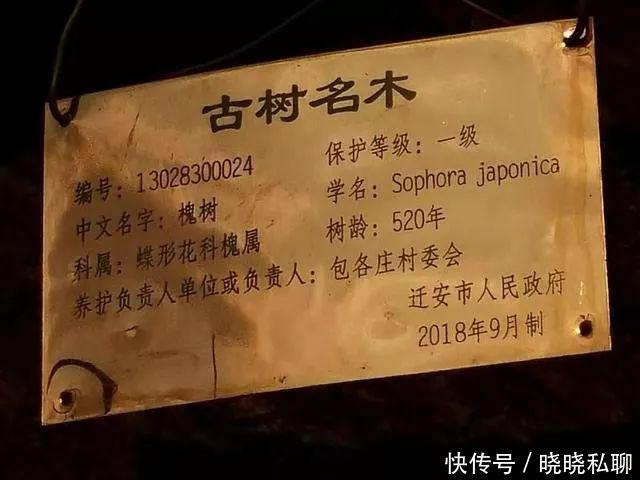 古树名木
编号：13028300024
保护等级：一级
中文名字：槐树
学名：Sophora japonica
科属：蝶形花科槐属
树龄：520年
养护负责人单位或负责人：包各庄村委会
迁安市人民政府
2018年9月制
快传号／晓晓私聊